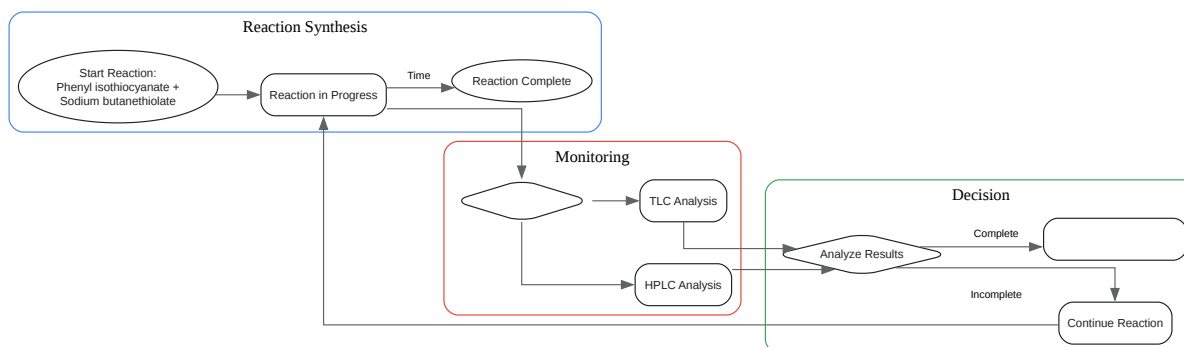 Reaction Synthesis
Start Reaction:
Phenyl isothiocyanate +
Sodium butanethiolate
Reaction in Progress
Time
Reaction Complete
Monitoring
TLC Analysis
HPLC Analysis
Decision
Analyze Results
Complete
Incomplete
Continue Reaction